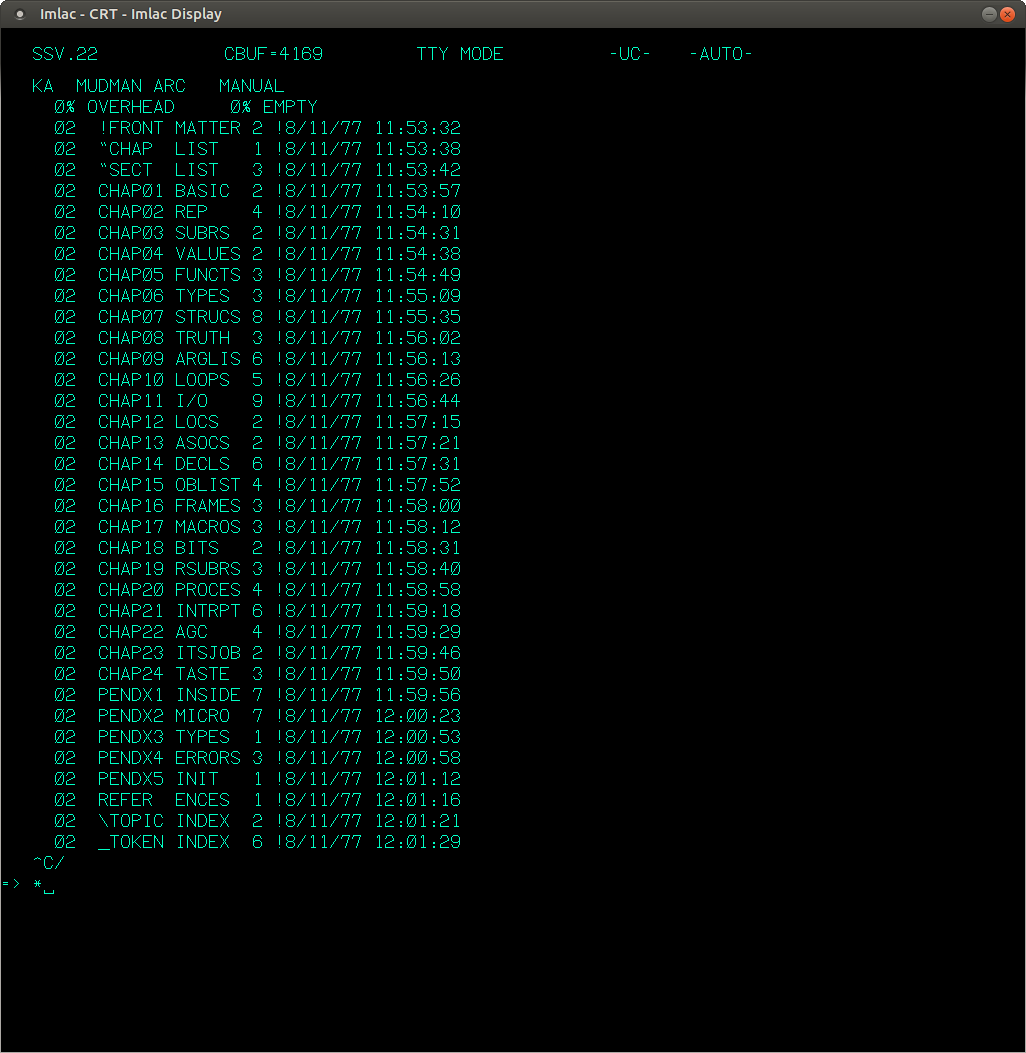 Imlac - CRT - Imlac Display
SSV.22 CBUF=4169 TTY MODE -UC- -AUTO-
KA MUDMAN ARC MANUAL
0% OVERHEAD 0% EMPTY
02 !FRONT MATTER 2 !8/11/77 11:53:32
02 "CHAP LIST 1 !8/11/77 11:53:38
02 "SECT LIST 3 !8/11/77 11:53:42
02 CHAP01 BASIC 2 !8/11/77 11:53:57
02 CHAP02 REP 4 !8/11/77 11:54:10
02 CHAP03 SUBRS 2 !8/11/77 11:54:31
02 CHAP04 VALUES 2 !8/11/77 11:54:38
02 CHAP05 FUNCTS 3 !8/11/77 11:54:49
02 CHAP06 TYPES 3 !8/11/77 11:55:09
02 CHAP07 STRUCS 8 !8/11/77 11:55:35
02 CHAP08 TRUTH 3 !8/11/77 11:56:02
02 CHAP09 ARGLIS 6 !8/11/77 11:56:13
02 CHAP10 LOOPS 5 !8/11/77 11:56:26
02 CHAP11 I/O 9 !8/11/77 11:56:44
02 CHAP12 LOCS 2 !8/11/77 11:57:15
02 CHAP13 ASOCS 2 !8/11/77 11:57:21
02 CHAP14 DECLS 6 !8/11/77 11:57:31
02 CHAP15 OBLIST 4 !8/11/77 11:57:52
02 CHAP16 FRAMES 3 !8/11/77 11:58:00
02 CHAP17 MACROS 3 !8/11/77 11:58:12
02 CHAP18 BITS 2 !8/11/77 11:58:31
02 CHAP19 RSUBRS 3 !8/11/77 11:58:40
02 CHAP20 PROCES 4 !8/11/77 11:58:58
02 CHAP21 INTRPT 6 !8/11/77 11:59:18
02 CHAP22 AGC 4 !8/11/77 11:59:29
02 CHAP23 ITSJOB 2 !8/11/77 11:59:46
02 CHAP24 TASTE 3 !8/11/77 11:59:50
02 PENDX1 INSIDE 7 !8/11/77 11:59:56
02 PENDX2 MICRO 7 !8/11/77 12:00:23
02 PENDX3 TYPES 1 !8/11/77 12:00:53
02 PENDX4 ERRORS 3 !8/11/77 12:00:58
02 PENDX5 INIT 1 !8/11/77 12:01:12
02 REFER ENCES 1 !8/11/77 12:01:16
02 \TOPIC INDEX 2 !8/11/77 12:01:21
02 _TOKEN INDEX 6 !8/11/77 12:01:29
^C/
=> *